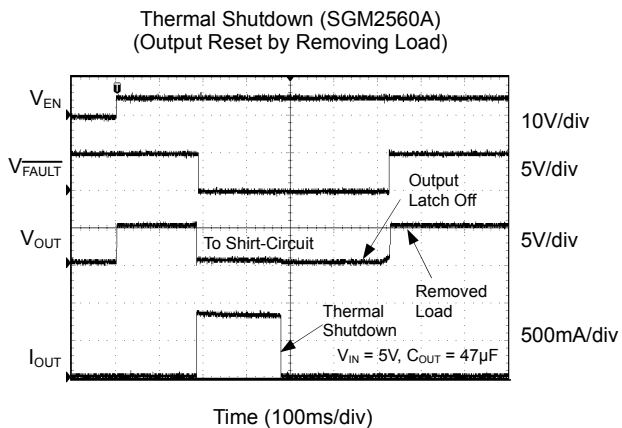 Thermal Shutdown (SGM2560A)
(Output Reset by Removing Load)
U
VEN
10V/div
VFAULT
5V/div
Output
Latch Off
VOUT
To Shirt-Circuit
5V/div
Removed
Load
Thermal
Shutdown
500mA/div
IOUT
VIN = 5V, COUT = 47µF
Time (100ms/div)